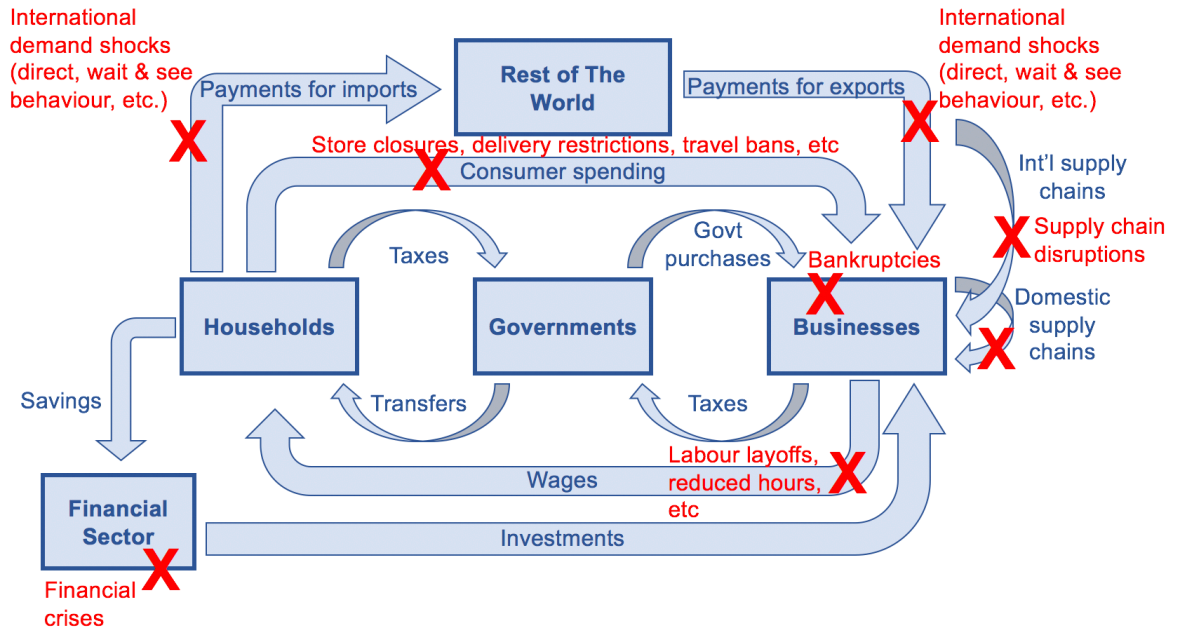 International
demand shocks
(direct, wait & see
behaviour, etc.)
Payments for imports
Rest of The
World
Payments for exports
International
demand shocks
(direct, wait & see
behaviour, etc.)
Store closures, delivery restrictions, travel bans, etc
Consumer spending
Int'l supply
chains
Supply chain
disruptions
Taxes
Govt
purchases
Bankruptcies
Households
Governments
Businesses
Domestic
supply
chains
Savings
Transfers
Taxes
Labour layoffs,
reduced hours,
etc
Wages
Financial
Sector
Investments
Financial
crises